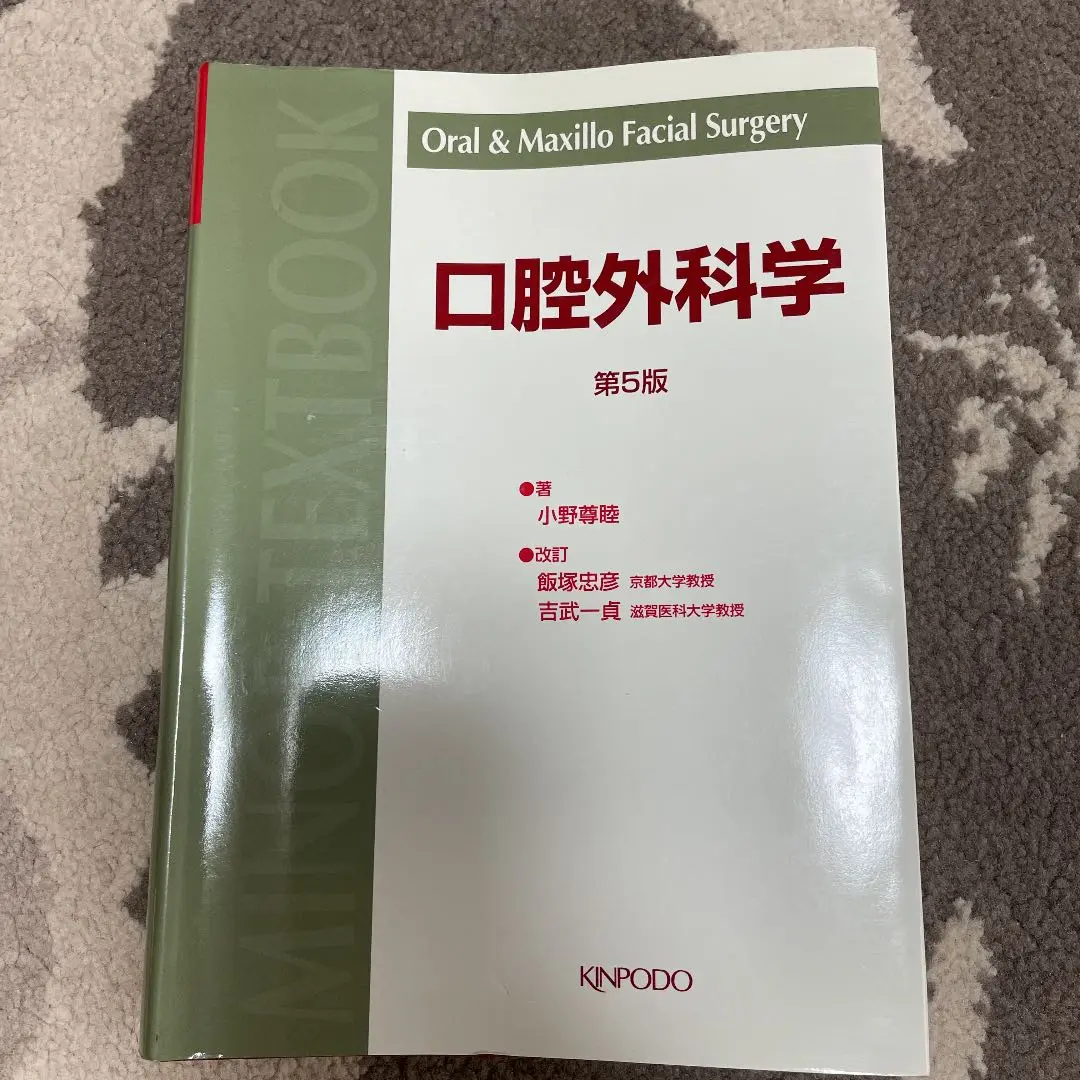 MINOR TEXTBOOK
Oral & Maxillo Facial Surgery
口腔外科学
第5版
●著
小野尊睦
●改訂
飯塚忠彦 京都大学教授
吉武一貞 滋賀医科大学教授
KINPODO